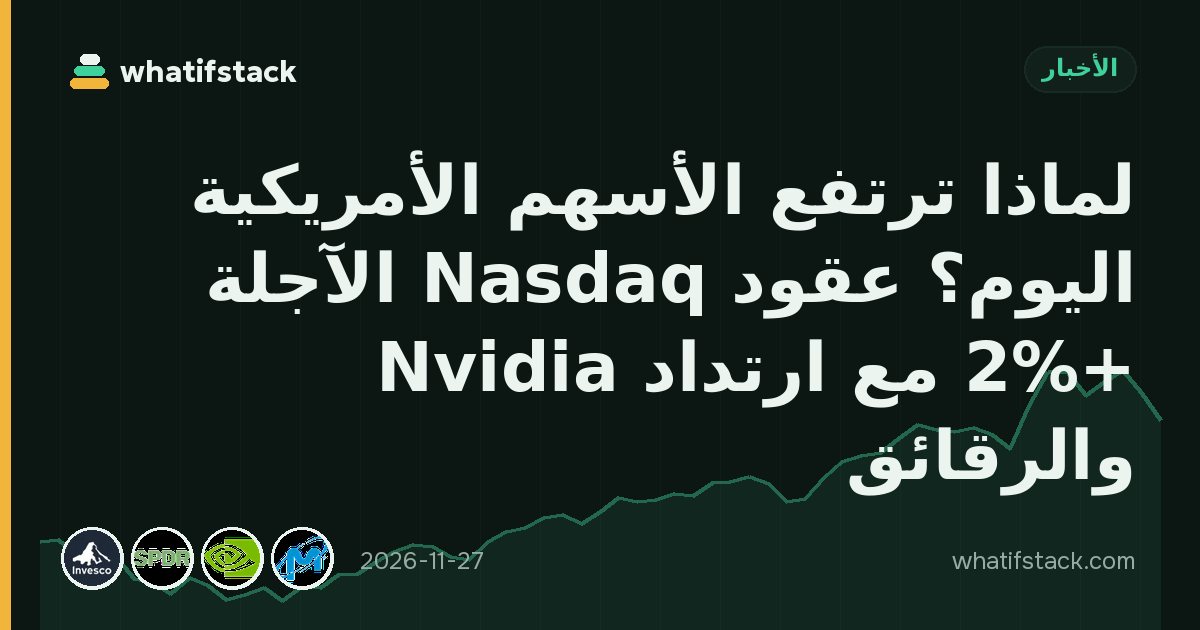 whatifstack
الأخبار
لماذا ترتفع الأسهم الأمريكية
اليوم؟ عقود Nasdaq الآجلة
+2% مع ارتداد Nvidia
والرقائق
Invesco
SPDR
2026-11-27
whatifstack.com